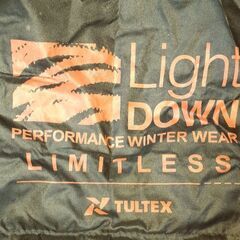 Light
DOWN
PERFORMANCE WINTER WEAR
LIMITLESS
TULTEX